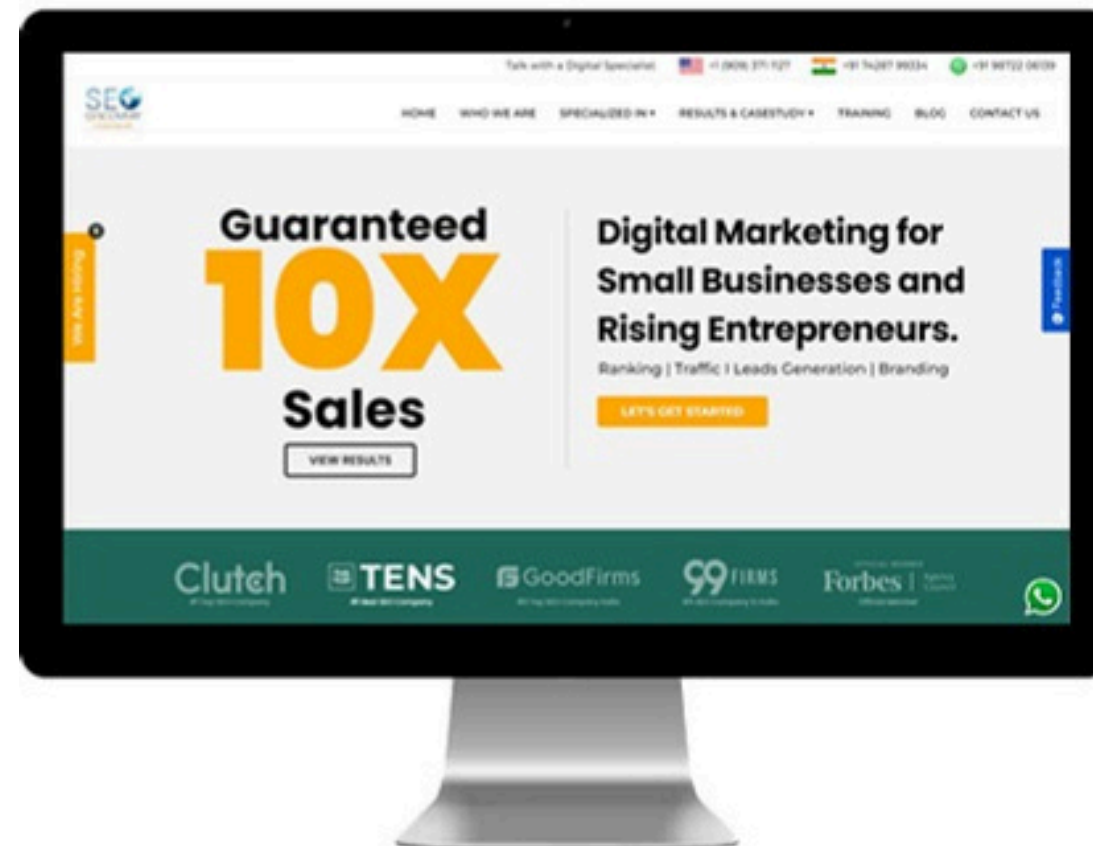 Talk with a Digital Specialist
SEO
DISCOVERY
HOME WHO WE ARE SPECIALIZED IN RESULTS & CASESTUDY TRAINING BLOG CONTACT US
Guaranteed
10X
Sales
VIEW RESULTS
Digital Marketing for
Small Businesses and
Rising Entrepreneurs.
Ranking | Traffic I Leads Generation | Branding
LET'S GET STARTED
We Are Hiring
Feedback
Clutch
TENS
GoodFirms
99 FIRMS
Forbes